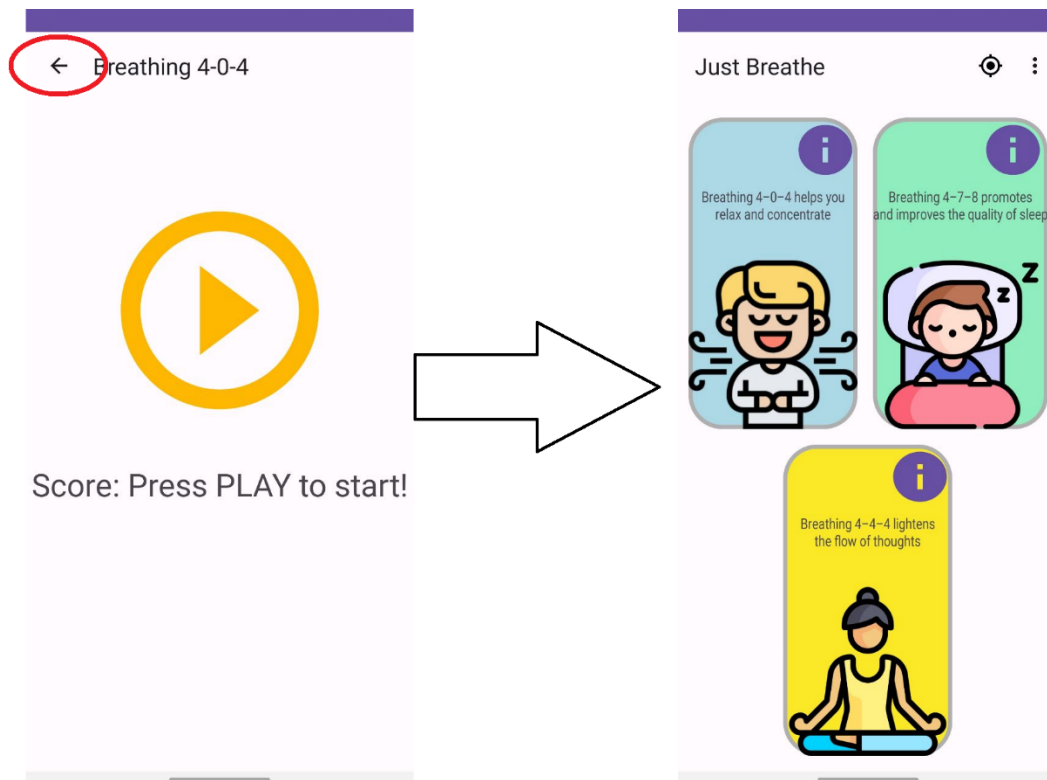 Breathing 4-0-4
Score: Press PLAY to start!
Just Breathe
i
Breathing 4–0–4 helps you
relax and concentrate
i
Breathing 4–7–8 promotes
and improves the quality of sleep
z
Z
i
Breathing 4–4–4 lightens
the flow of thoughts